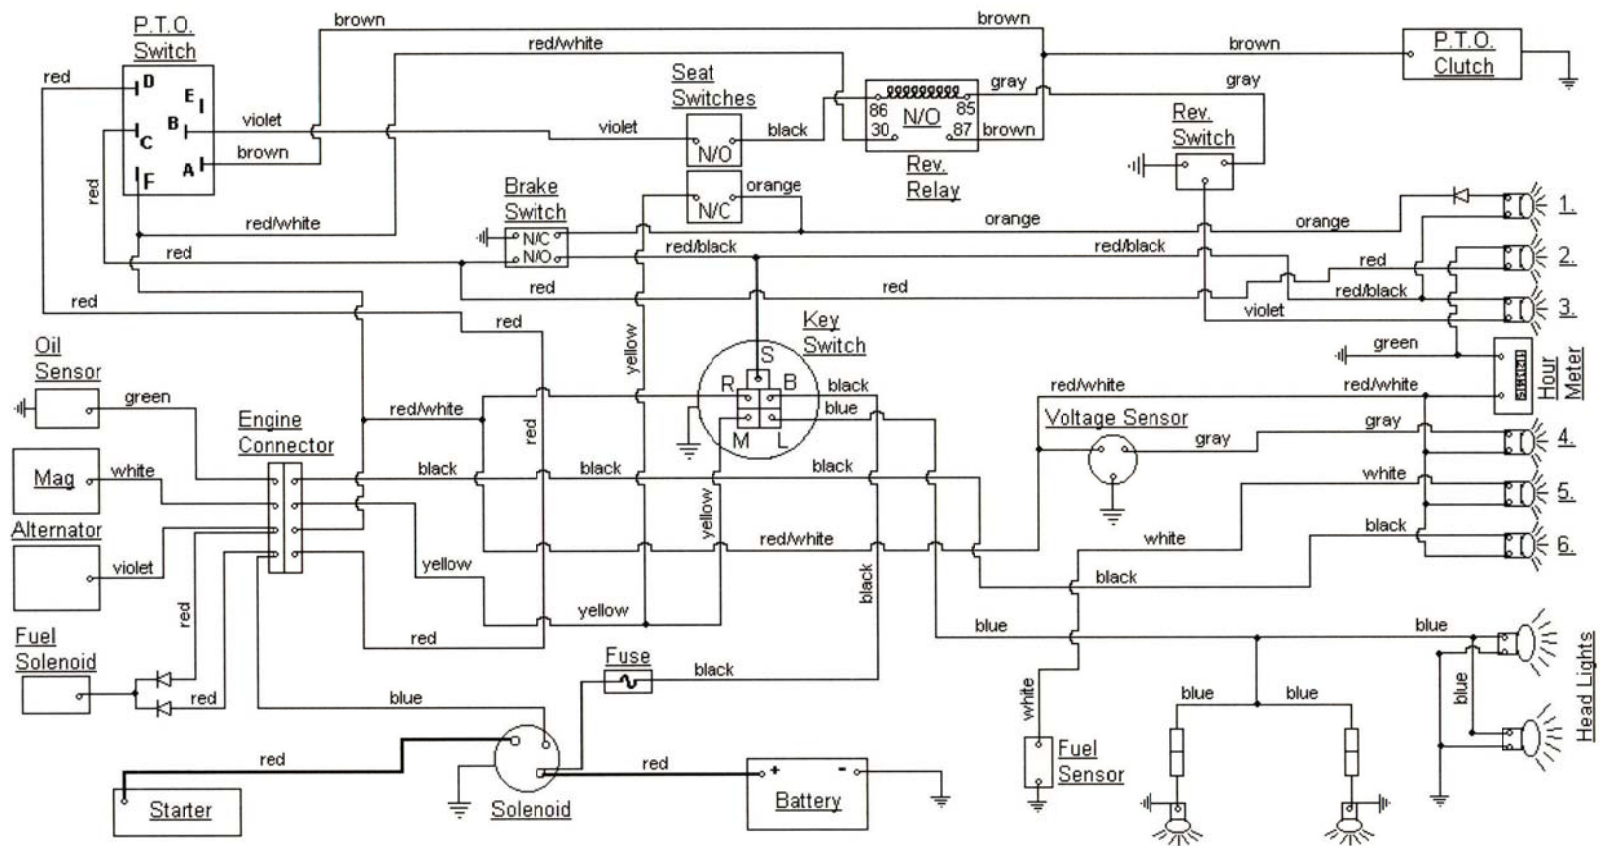 brown
brown
P.T.O.
Switch
red/white
brown
P.T.O.
Clutch
red
D
E
B
C
A
F
violet
brown
Seat
Switches
violet
N/O
black
gray
gray
86
85
N/O
30
87
brown
Rev.
Relay
Rev.
Switch
red
Brake
Switch
orange
N/C
N/C
N/O
red/white
orange
orange
1.
red
red/black
red/black
red
2.
red
red
red/black
violet
3.
red
red
yellow
Key
Switch
S
R
B
M
L
Oil
Sensor
green
green
Hour
Meter
black
blue
red/white
red/white
red/white
Engine
Connector
red
Voltage Sensor
gray
gray
4.
Mag
white
black
black
black
white
5.
Alternator
yellow
red/white
white
black
6.
violet
yellow
black
black
red
yellow
red
blue
blue
Fuel
Solenoid
Fuse
black
Head Lights
red
blue
white
blue
blue
blue
red
red
Solenoid
+
-
Battery
Fuel
Sensor
Starter